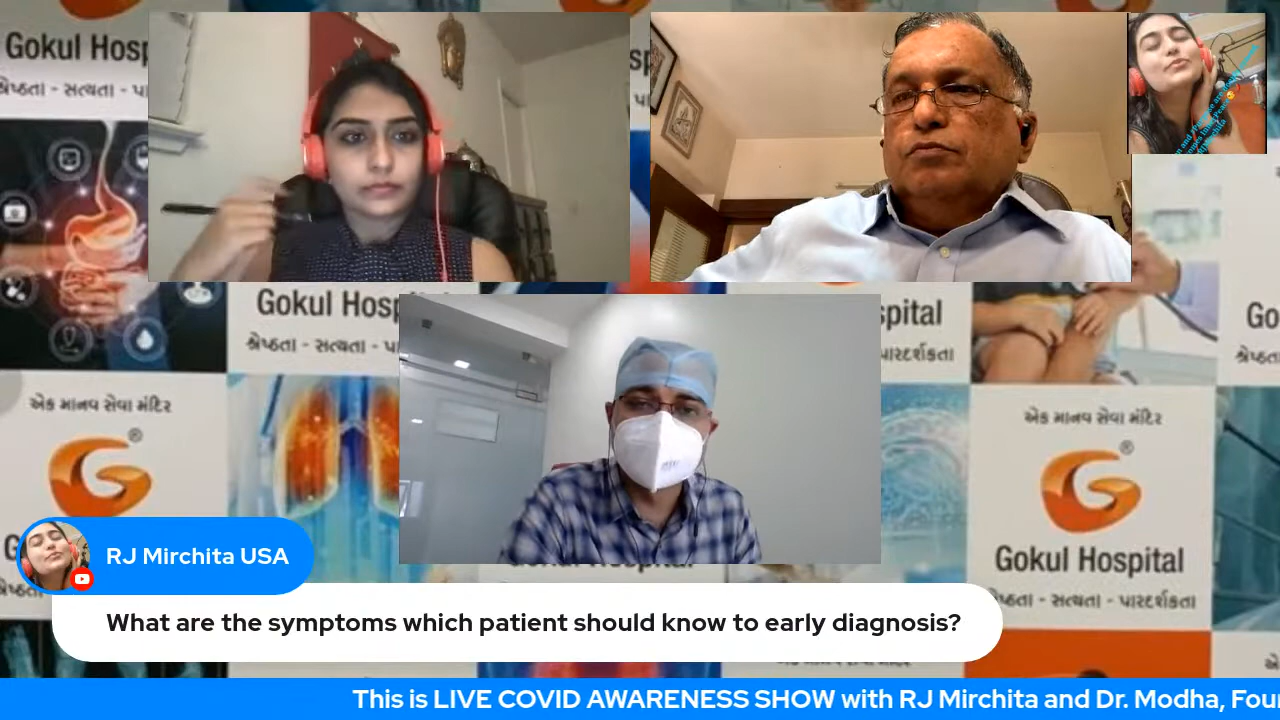 Gokul Hosp
શ્રેષ્ઠતા - સત્યતા - પા
Gokul Hosp
શ્રેષ્ઠતા - સત્યતા - પા
spital
પારદર્શકતા
Go
એક માનવ સેવા મંદિર
એક માનવ સેવા મંદિર
G
Gokul Hospital
શ્રેષ્ઠતા - સત્યતા - પારદર્શકતા
RJ Mirchita USA
What are the symptoms which patient should know to early diagnosis?
This is LIVE COVID AWARENESS SHOW with RJ Mirchita and Dr. Modha, Foun